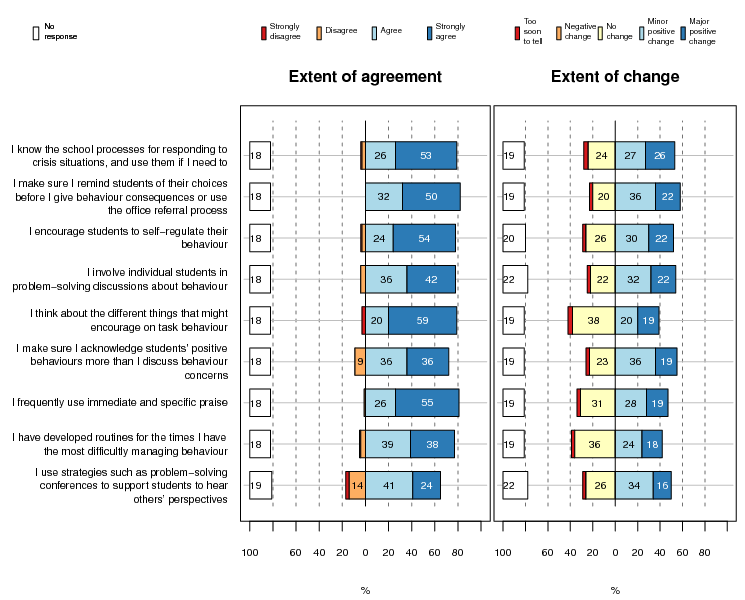 No response
Strongly disagree
Disagree
Agree
Strongly agree
Too soon to tell
Negative change
No change
Minor positive change
Major positive change
Extent of agreement
Extent of change
I know the school processes for responding to
crisis situations, and use them if I need to
18 26 53
19 24 27 26
I make sure I remind students of their choices
before I give behaviour consequences or use
the office referral process
18 32 50
19 20 36 22
I encourage students to self−regulate their
behaviour
18 24 54
20 26 30 22
I involve individual students in
problem−solving discussions about behaviour
18 36 42
22 22 32 22
I think about the different things that might
encourage on task behaviour
18 20 59
19 38 20 19
I make sure I acknowledge students' positive
behaviours more than I discuss behaviour
concerns
18 9 36 36
19 23 36 19
I frequently use immediate and specific praise
18 26 55
19 31 28 19
I have developed routines for the times I have
the most difficultly managing behaviour
18 39 38
19 36 24 18
I use strategies such as problem−solving
conferences to support students to hear
others' perspectives
19 14 41 24
22 26 34 16
100 60 40 20 0 20 40 60 80
100 60 40 20 0 20 40 60 80
%
%